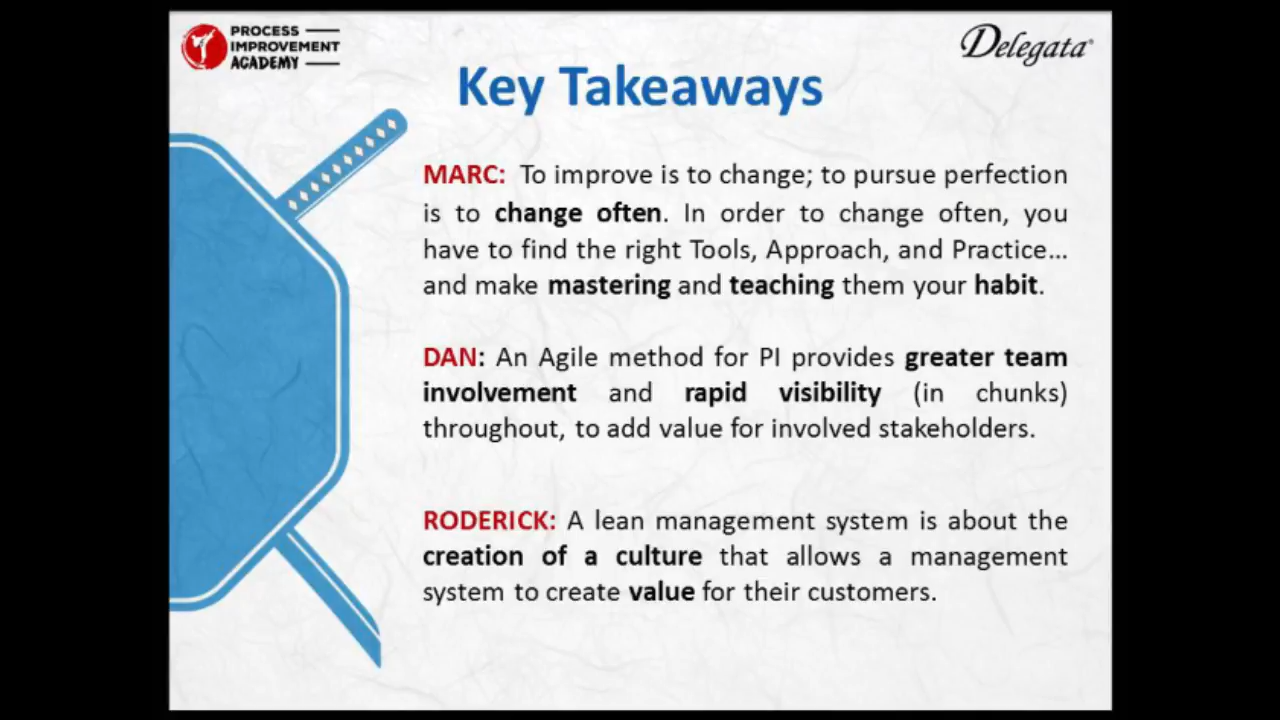 PROCESS
IMPROVEMENT
ACADEMY
Delegata®
Key Takeaways
MARC: To improve is to change; to pursue perfection
is to change often. In order to change often, you
have to find the right Tools, Approach, and Practice…
and make mastering and teaching them your habit.
DAN: An Agile method for PI provides greater team
involvement and rapid visibility (in chunks)
throughout, to add value for involved stakeholders.
RODERICK: A lean management system is about the
creation of a culture that allows a management
system to create value for their customers.